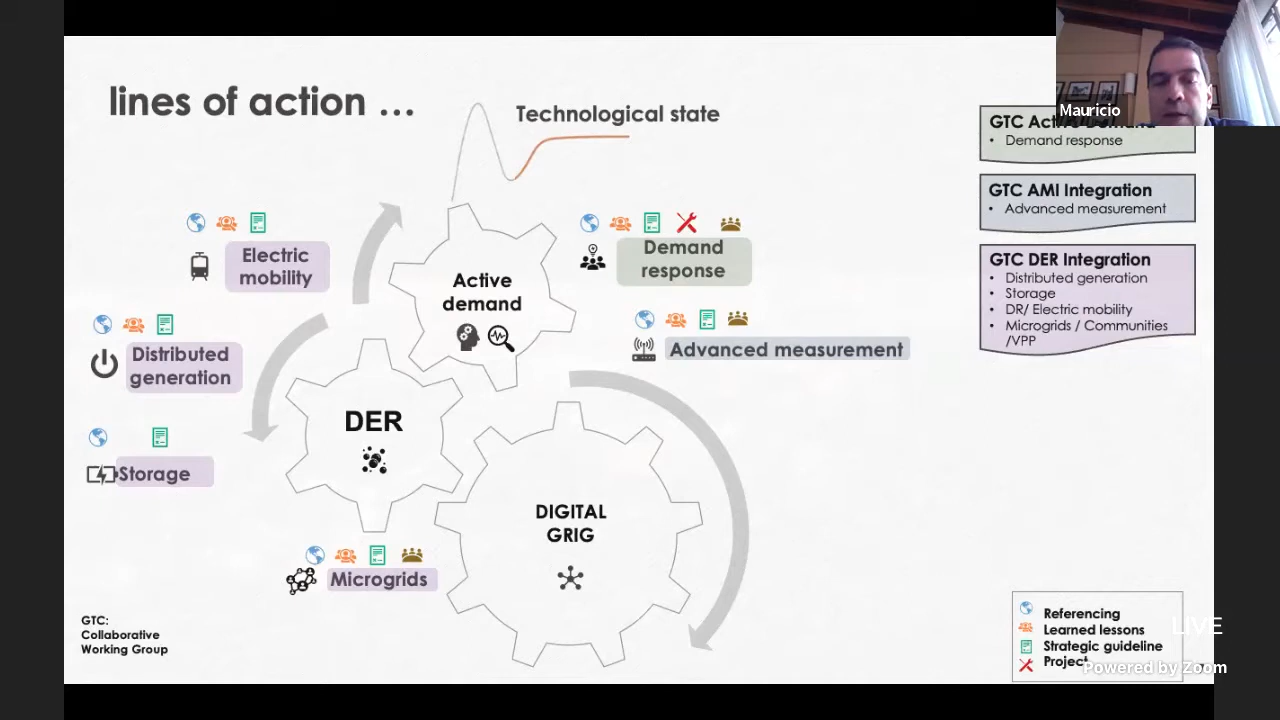 lines of action ...
Technological state
Mauricio
GTC Active Demand
• Demand response
GTC AMI Integration
• Advanced measurement
GTC DER Integration
• Distributed generation
• Storage
• DR/ Electric mobility
• Microgrids / Communities
/VPP
Electric
mobility
Demand
response
Active
demand
Advanced measurement
Distributed
generation
DER
Storage
DIGITAL
GRIG
Microgrids
GTC:
Collaborative
Working Group
Referencing
Learned lessons
Strategic guideline
Project
LIVE
Powered by Zoom